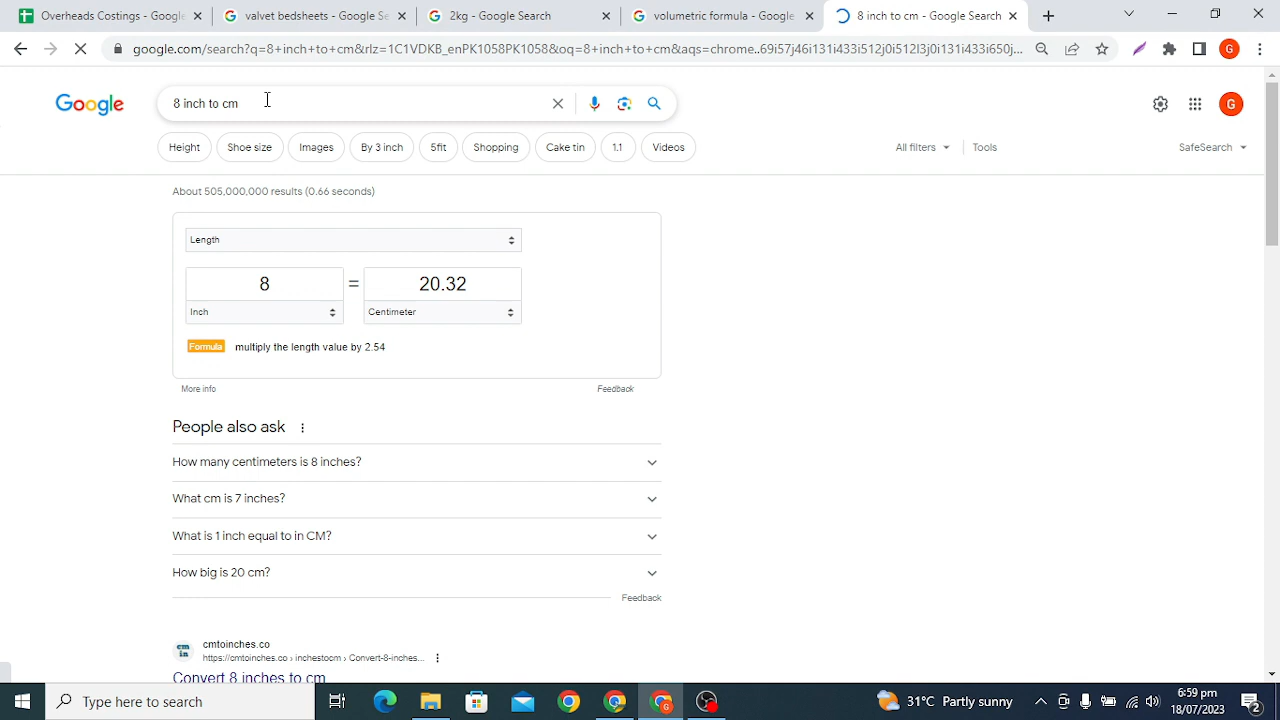 Overheads Costings - Google
valvet bedsheets - Google Se
kg - Google Search
volumetric formula - Google
8 inch to cm - Google Search
google.com/search?q=8+inch+to+cm&rlz=1C1VDKB_enPK1058PK1058&oq=8+inch+to+cm&aqs=chrome..69i57j46i131i433i512j0i512l3j0i131i433i650j...
G
Google
8 inch to cm
G
Height
Shoe size
Images
By 3 inch
5fit
Shopping
Cake tin
1.1
Videos
All filters
Tools
SafeSearch
About 505,000,000 results (0.66 seconds)
Length
8 = 20.32
Inch
Centimeter
Formula multiply the length value by 2.54
More info
Feedback
People also ask
How many centimeters is 8 inches?
What cm is 7 inches?
What is 1 inch equal to in CM?
How big is 20 cm?
Feedback
cmtoinches.co
https://cmtoinches.co › inchestocm › Convert-8-inches...
Convert 8 inches to cm
Type here to search
31°C Partly sunny
6:59 pm
18/07/2023
2